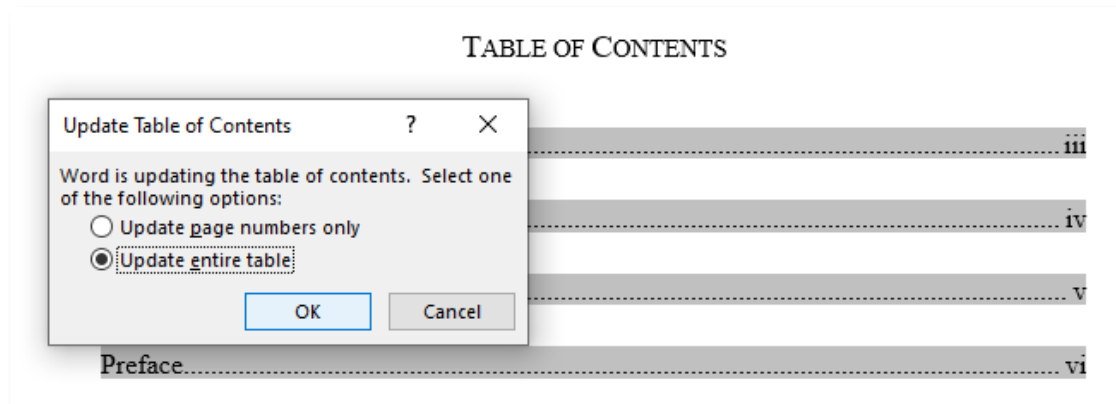 TABLE OF CONTENTS
Update Table of Contents ? ×
iii
Word is updating the table of contents. Select one
of the following options:
Update page numbers only
iv
Update entire table
v
OK Cancel
Preface vi